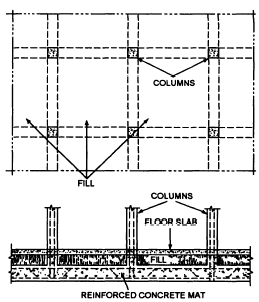 COLUMNS
FILL
COLUMNS
FLOOR SLAB
FILL
REINFORCED CONCRETE MAT